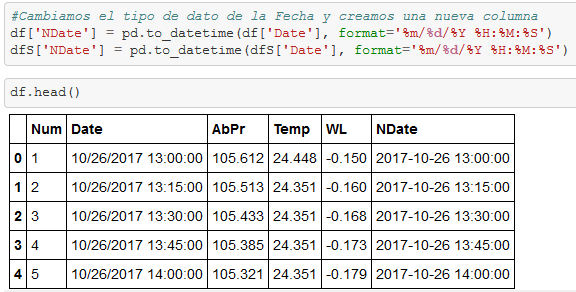 #Cambiamos el tipo de dato de la Fecha y creamos una nueva columna
df['NDate'] = pd.to_datetime(df['Date'], format='%m/%d/%Y %H:%M:%S')
dfS['NDate'] = pd.to_datetime(dfS['Date'], format='%m/%d/%Y %H:%M:%S')
df.head()
Num Date AbPr Temp WL NDate
0 1 10/26/2017 13:00:00 105.612 24.448 -0.150 2017-10-26 13:00:00
1 2 10/26/2017 13:15:00 105.513 24.351 -0.160 2017-10-26 13:15:00
2 3 10/26/2017 13:30:00 105.433 24.351 -0.168 2017-10-26 13:30:00
3 4 10/26/2017 13:45:00 105.385 24.351 -0.173 2017-10-26 13:45:00
4 5 10/26/2017 14:00:00 105.321 24.351 -0.179 2017-10-26 14:00:00